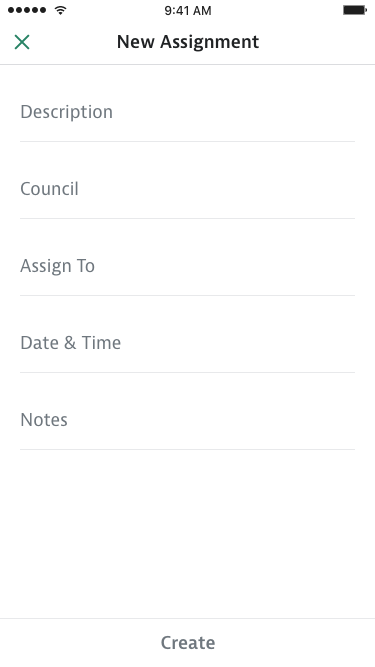 9:41 AM
New Assignment
Description
Council
Assign To
Date & Time
Notes
Create